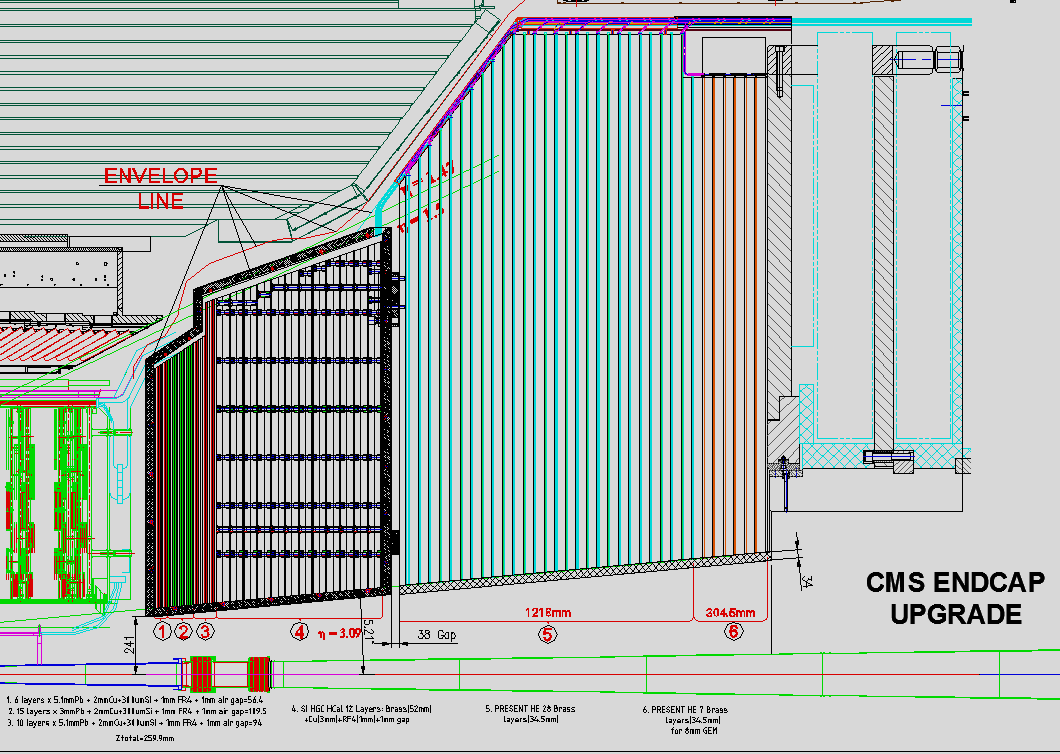 ENVELOPE
LINE
η = 1.47
η = 1.5
CMS ENDCAP
UPGRADE
34
1218mm
304.5mm
1
2
3
4
η = 3.09
5.21
38 Gap
5
6
241
1. 6 layers x 5.1mmPb + 2mmCu+ + 1mm FR4 + 1mm air gap=56.4
2. 15 layers x 3mmPb + 2mmCu+ + 1mm FR4 + 1mm air gap=119.5
3. 10 layers x 5.1mmPb + 2mmCu+ + 1mm FR4 + 1mm air gap=94
Ztotal=259.9mm
4. SI HGC HCal 12 Layers: Brass(52mm)
+Cu(3mm)+RF4(1mm)+1mm gap
5. PRESENT HE 28 Brass
layers(34.5mm)
6. PRESENT HE 7 Brass
layers(34.5mm)
for 8mm GEM